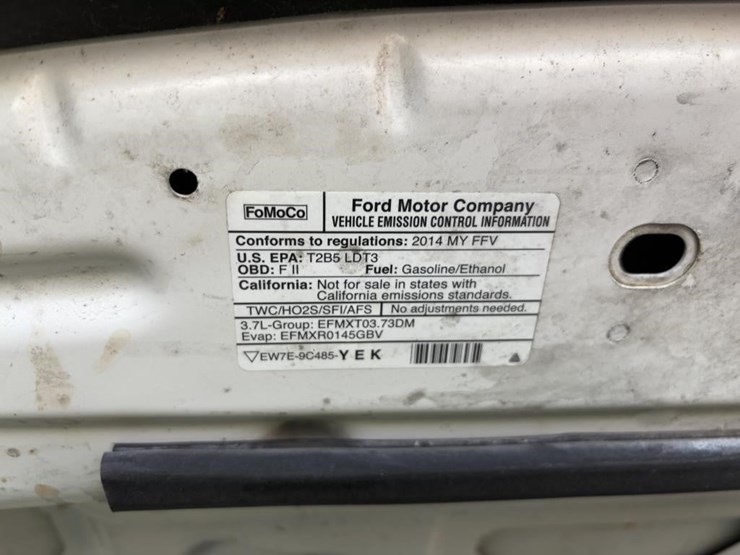 FoMoCo
Ford Motor Company
VEHICLE EMISSION CONTROL INFORMATION
Conforms to regulations: 2014 MY FFV
U.S. EPA: T2B5 LDT3
OBD: F II Fuel: Gasoline/Ethanol
California: Not for sale in states with
California emissions standards.
TWC/HO2S/SFI/AFS No adjustments needed.
3.7L-Group: EFMXT03.73DM
Evap: EFMXR0145GBV
EW7E-9C485-Y E K